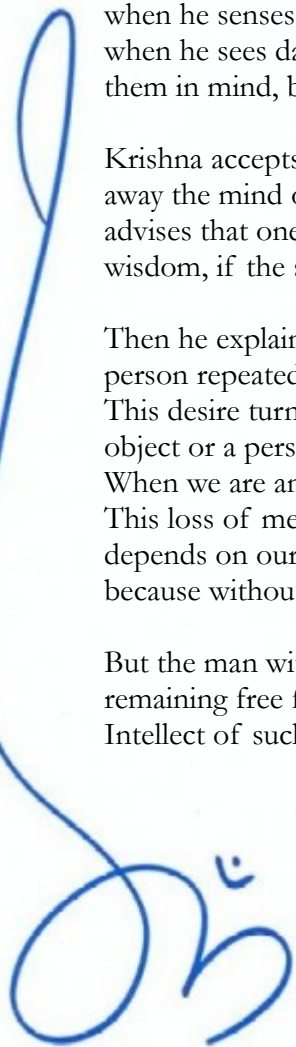 when he senses
when he sees da
them in mind, b
Krishna accepts
away the mind o
advises that one
wisdom, if the s
Then he explain
person repeated
This desire turn
object or a pers
When we are an
This loss of me
depends on our
because withou
But the man wi
remaining free f
Intellect of such